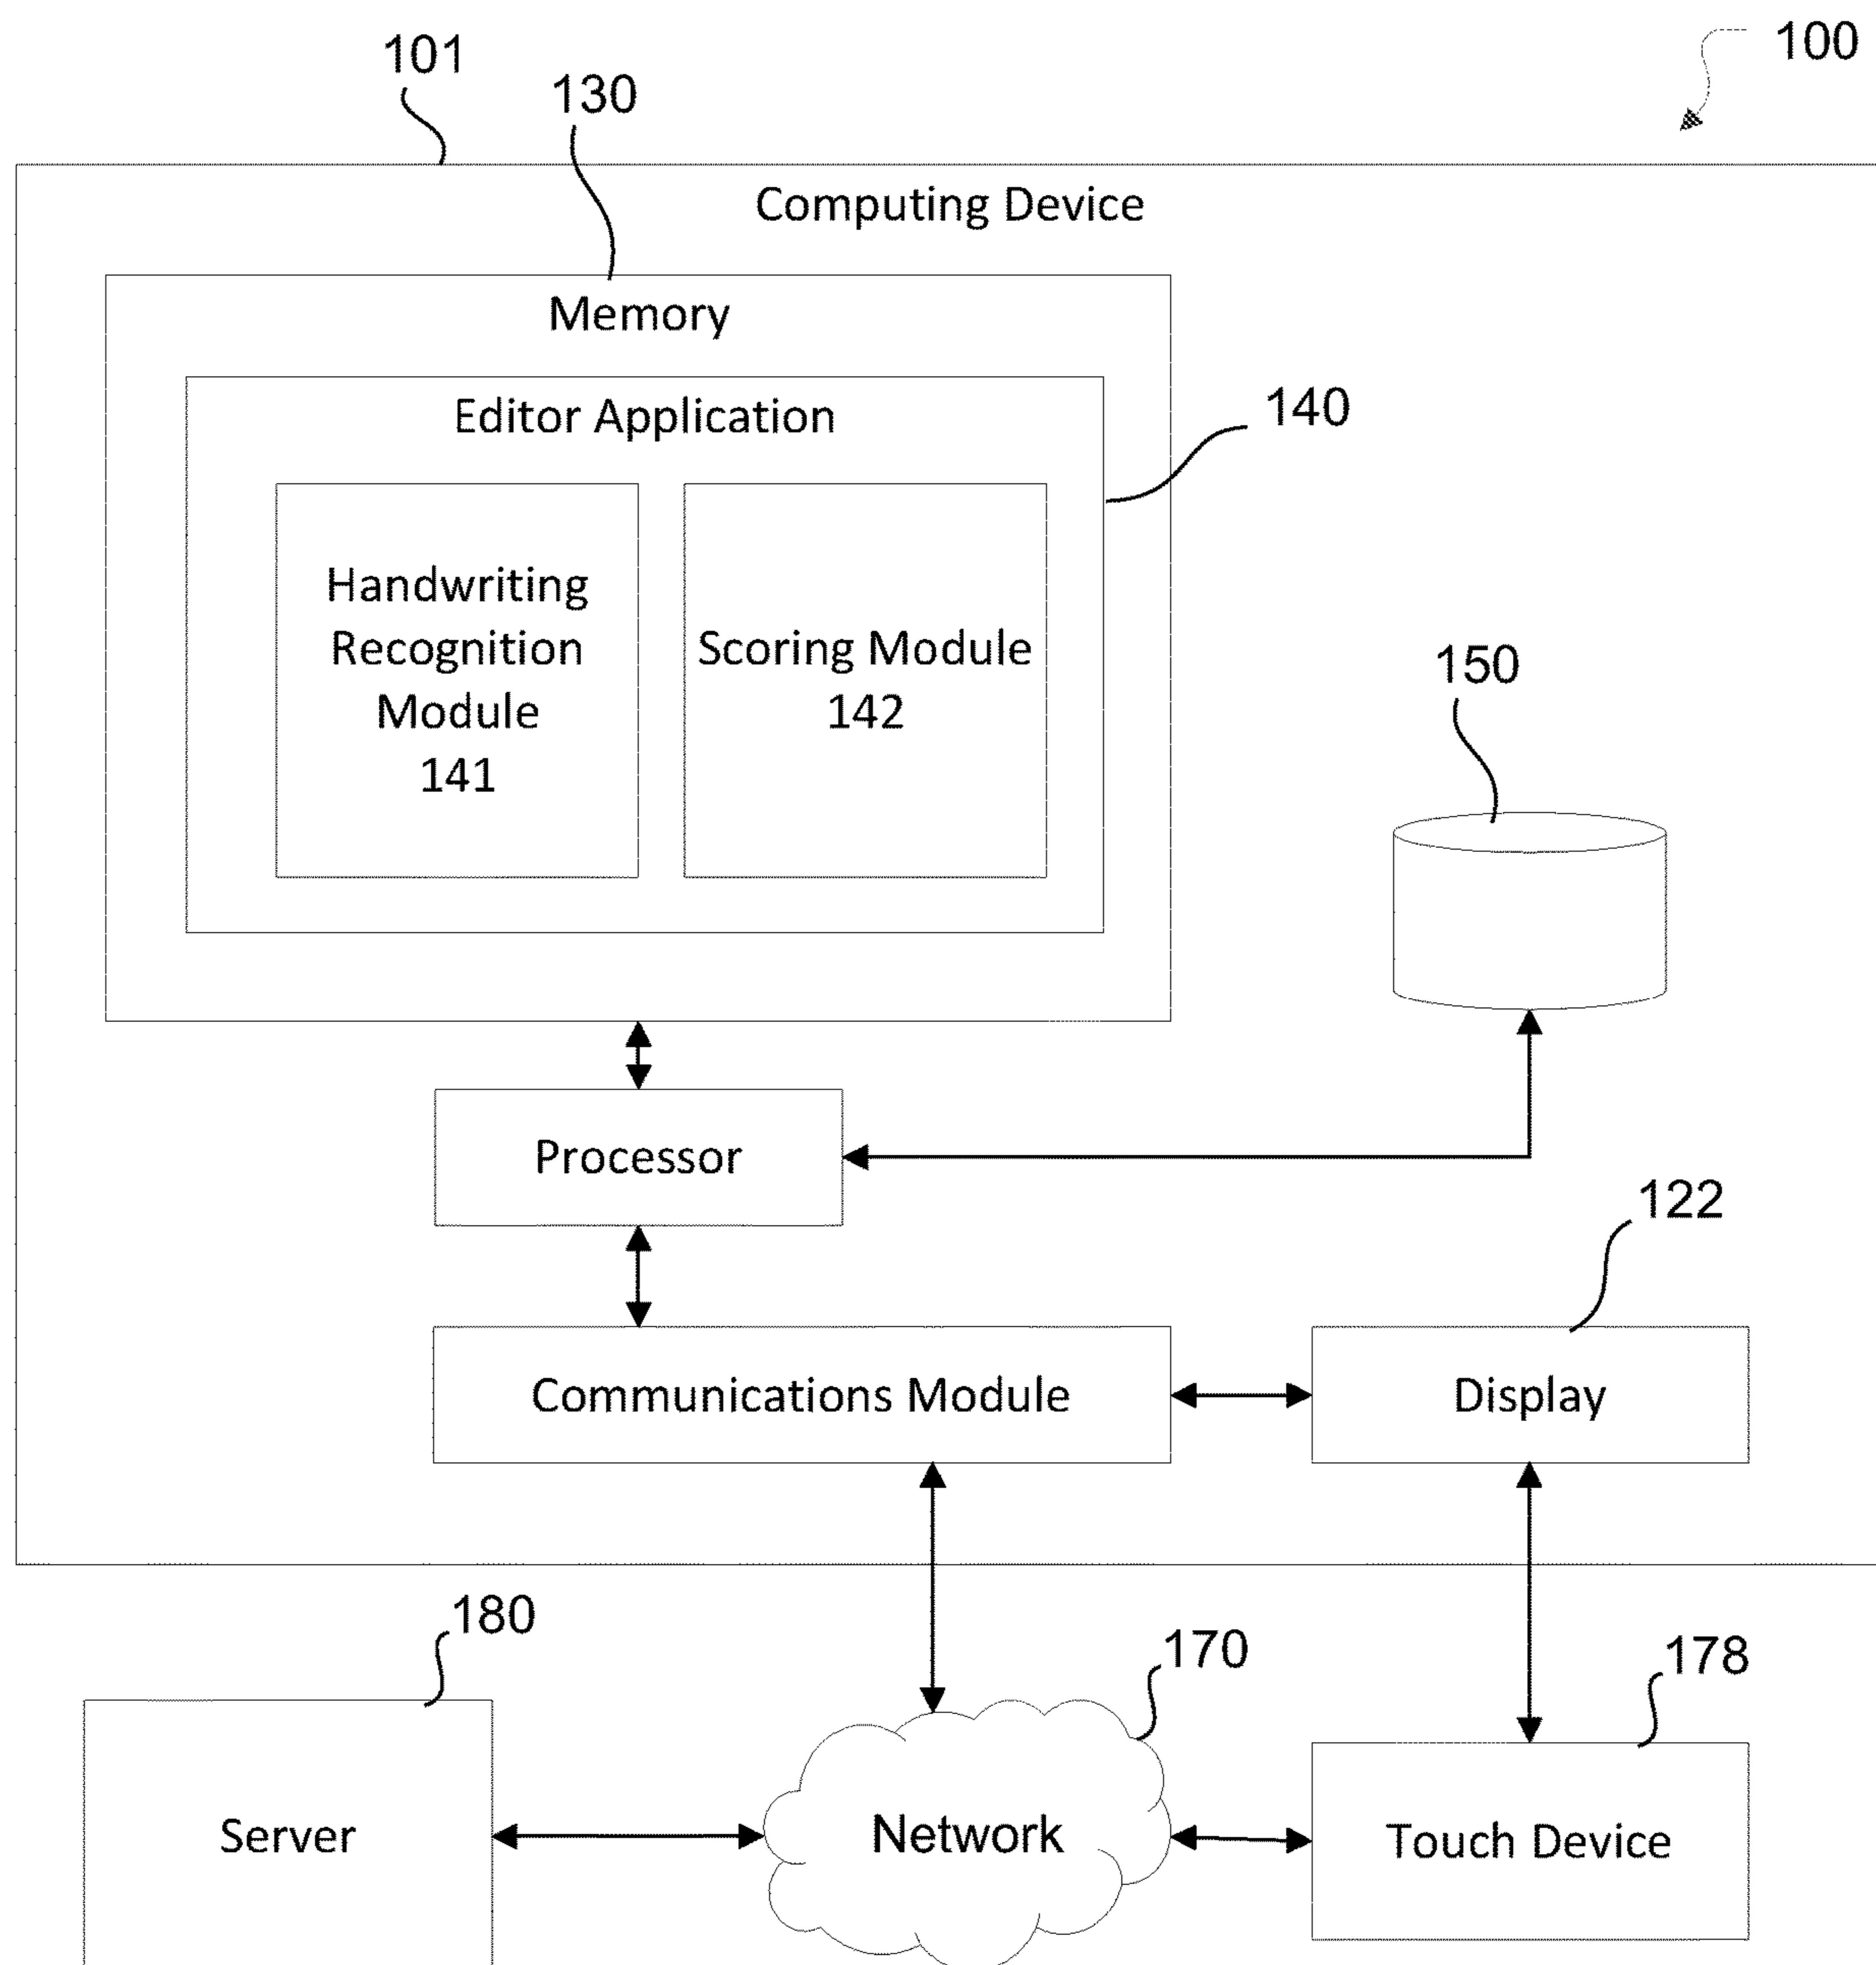 100
101
130
Computing Device
Memory
Editor Application
140
Handwriting
Recognition
Module
141
Scoring Module
142
150
Processor
122
Communications Module
Display
180
170
178
Server
Network
Touch Device